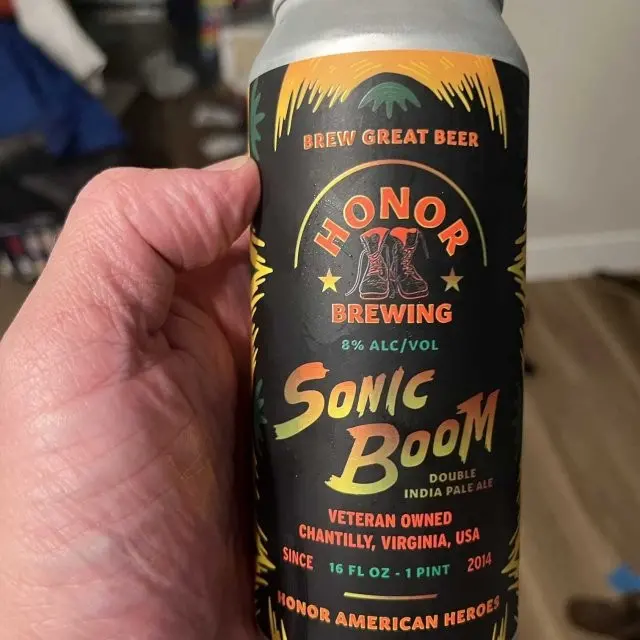 BREW GREAT BEER
HONOR
BREWING
8% ALC/VOL
SONIC
BOOM
DOUBLE
INDIA PALE ALE
VETERAN OWNED
CHANTILLY, VIRGINIA, USA
SINCE 16 FL OZ - 1 PINT 2014
HONOR AMERICAN HEROES